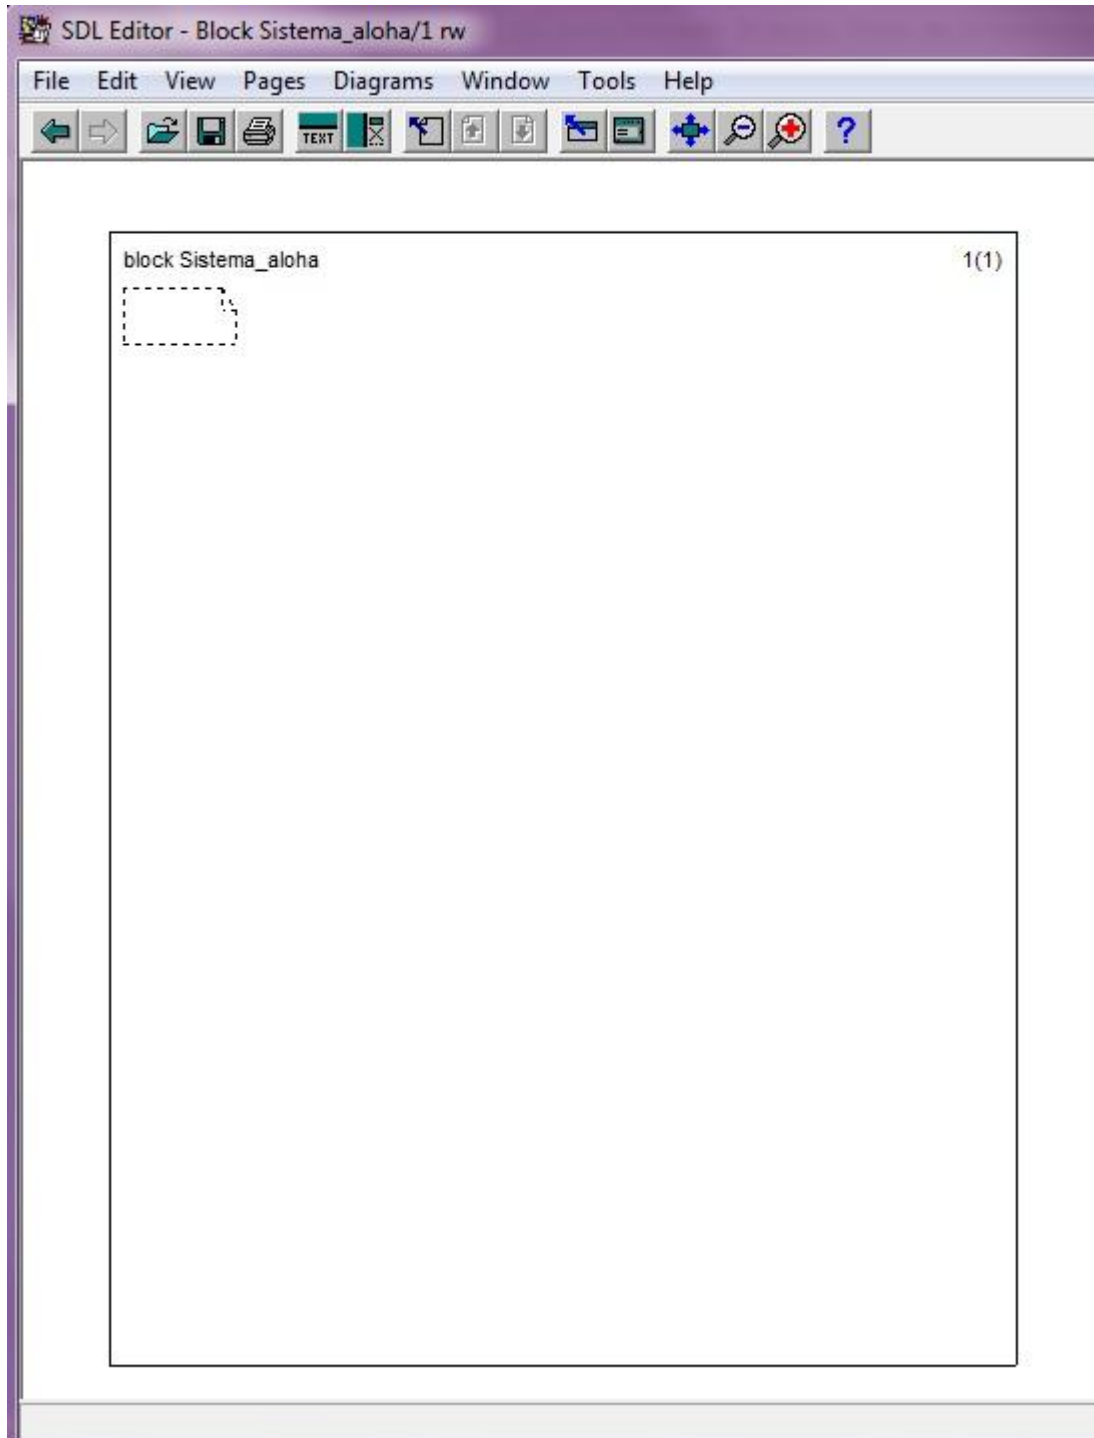 SDL Editor - Block Sistema_aloha/1 rw
File Edit View Pages Diagrams Window Tools Help
TEXT ?
block Sistema_aloha 1(1)